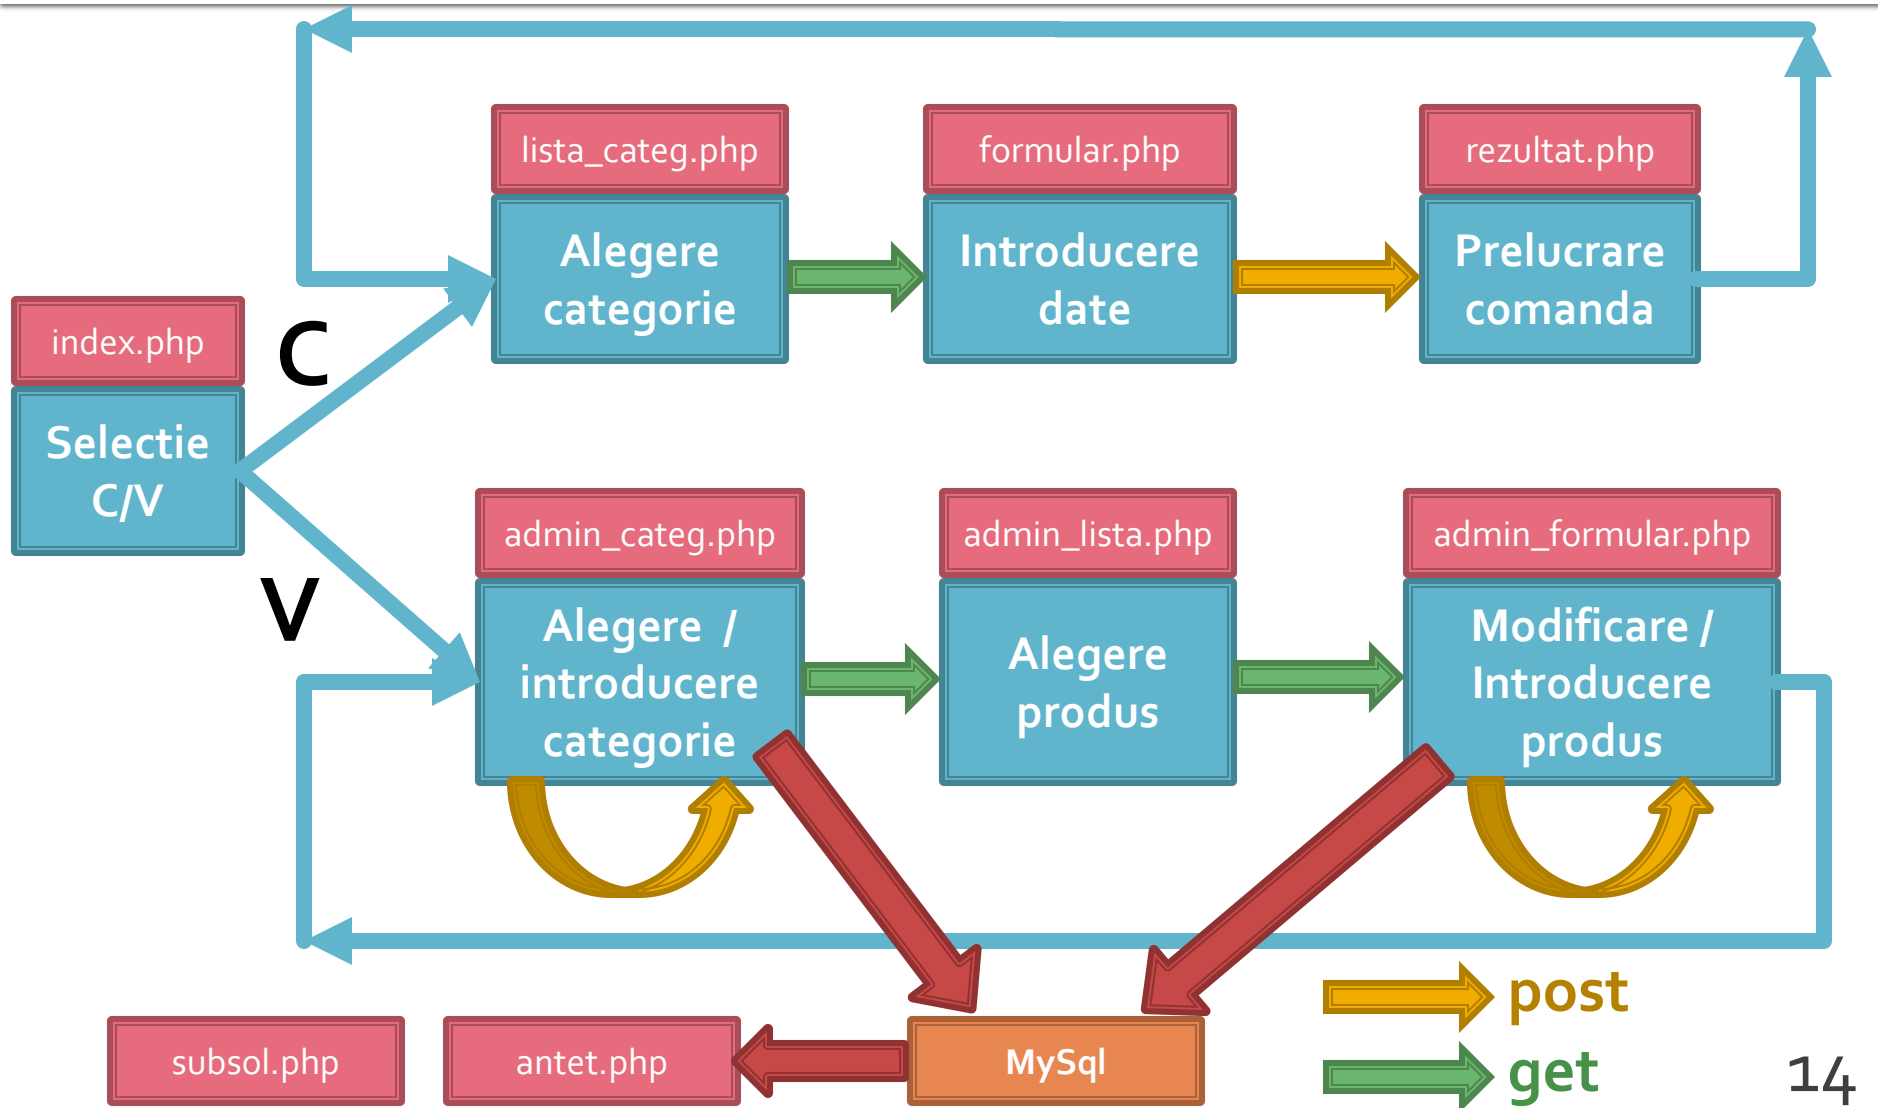 lista_categ.php
formular.php
rezultat.php
Alegere
categorie
Introducere
date
Prelucrare
comanda
index.php
C
Selectie
C/V
V
admin_categ.php
admin_lista.php
admin_formular.php
Alegere /
introducere
categorie
Alegere
produs
Modificare /
Introducere
produs
post
subsol.php
antet.php
MySql
get
14